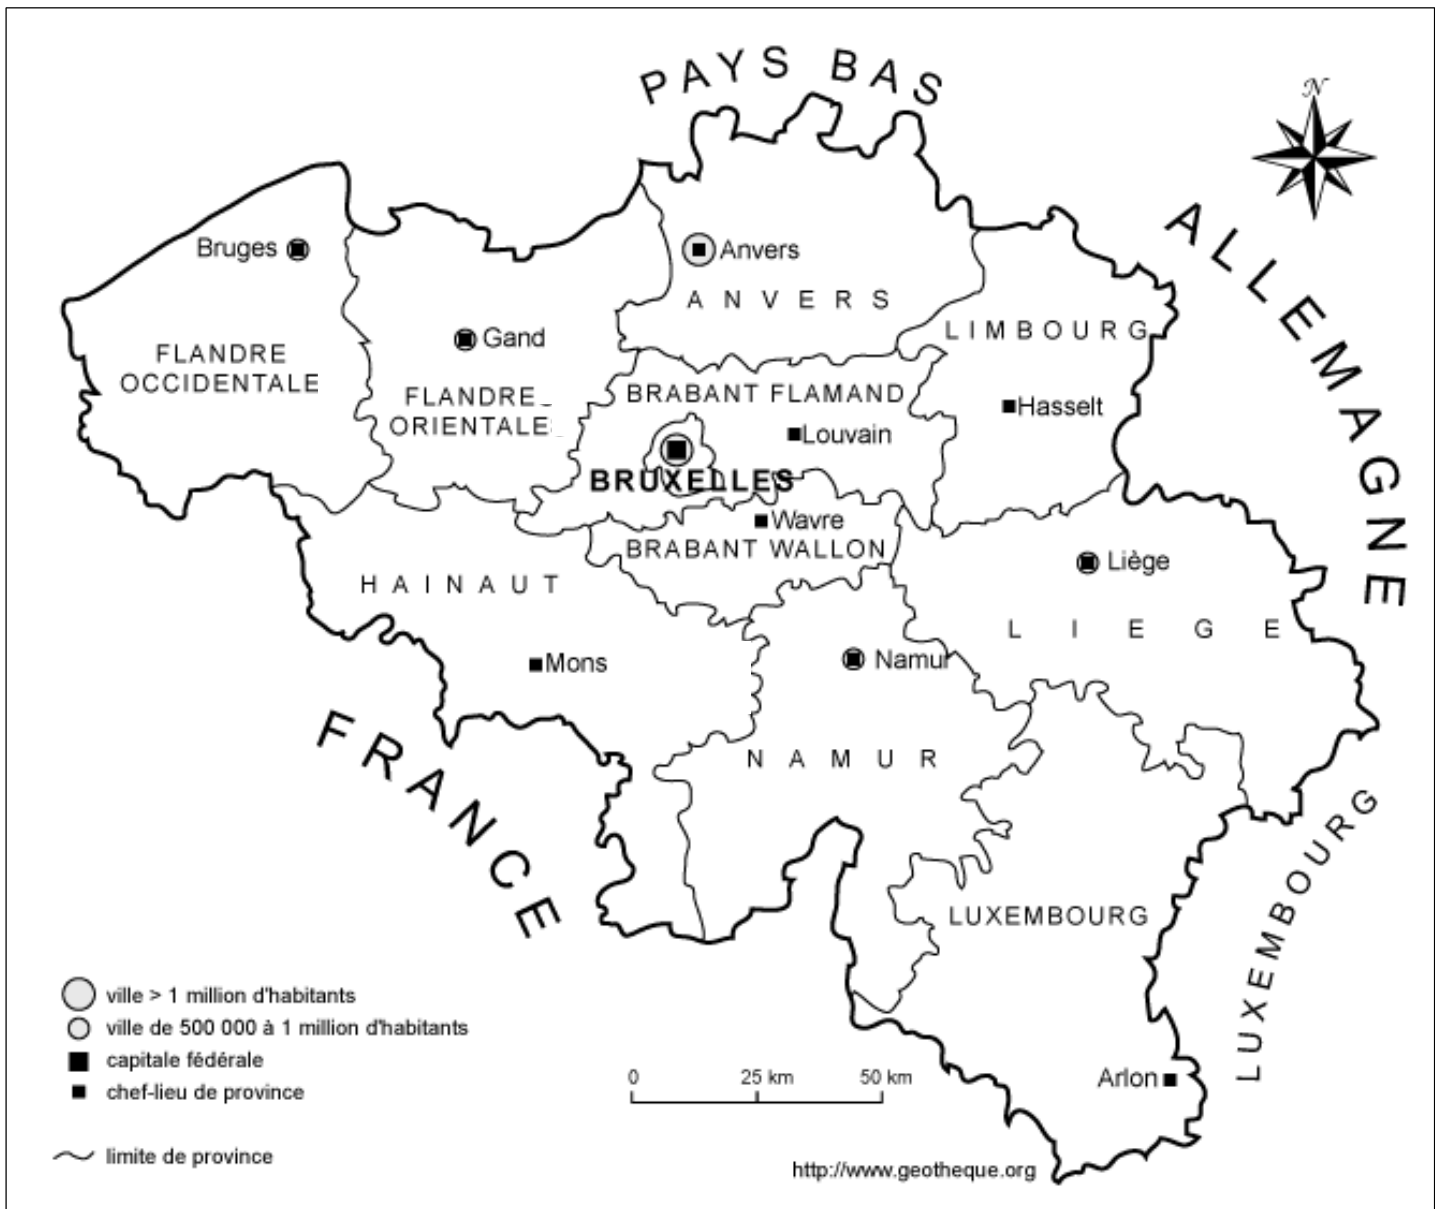 PAYS BAS
N
ALLEMAGNE
Bruges
Anvers
ANVERS
LIMBOURG
Gand
FLANDRE
OCCIDENTALE
FLANDRE
ORIENTALE
BRABANT FLAMAND
Hasselt
Louvain
BRUXELLES
Wavre
BRABANT WALLON
Liège
HAINAUT
LIEGE
Mons
Namur
FRANCE
NAMUR
LUXEMBOURG
LUXEMBOURG
Arlon
ville > 1 million d'habitants
ville de 500 000 à 1 million d'habitants
capitale fédérale
chef-lieu de province
limite de province
0 25 km 50 km
http://www.geotheque.org